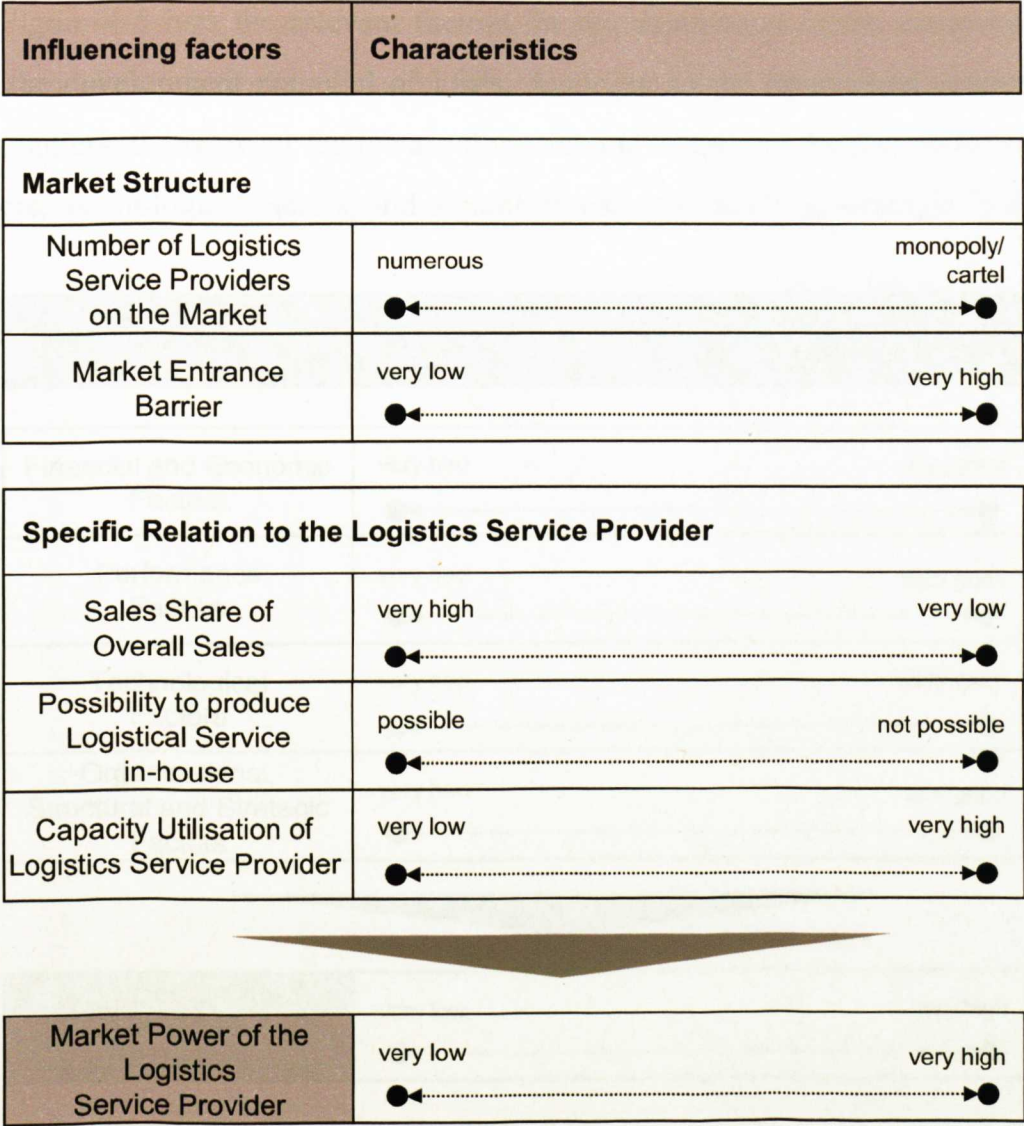 Influencing factors
Characteristics
Market Structure
Number of Logistics
Service Providers
on the Market
numerous
monopoly/
cartel
Market Entrance
Barrier
very low
very high
Specific Relation to the Logistics Service Provider
Sales Share of
Overall Sales
very high
very low
Possibility to produce
Logistical Service
in-house
possible
not possible
Capacity Utilisation of
Logistics Service Provider
very low
very high
Market Power of the
Logistics
Service Provider
very low
very high